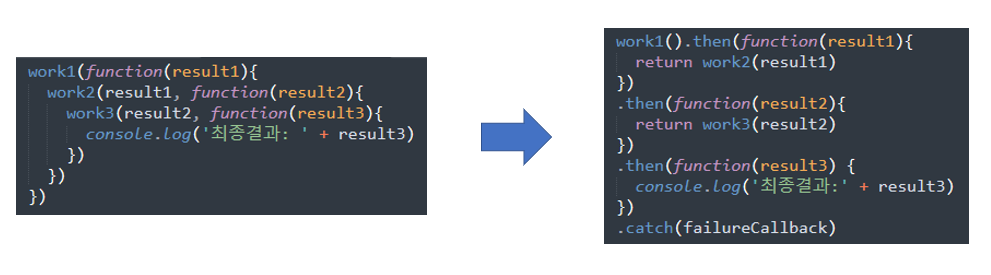 work1(function(result1){
  work2(result1, function(result2){
    work3(result2, function(result3){
      console.log('최종결과: ' + result3)
    })
  })
})
work1().then(function(result1){
  return work2(result1)
})
.then(function(result2){
  return work3(result2)
})
.then(function(result3) {
  console.log('최종결과:' + result3)
})
.catch(failureCallback)